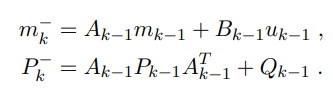 m_k^- = A_{k-1} m_{k-1} + B_{k-1} u_{k-1} ,
P_k^- = A_{k-1} P_{k-1} A_{k-1}^T + Q_{k-1} .